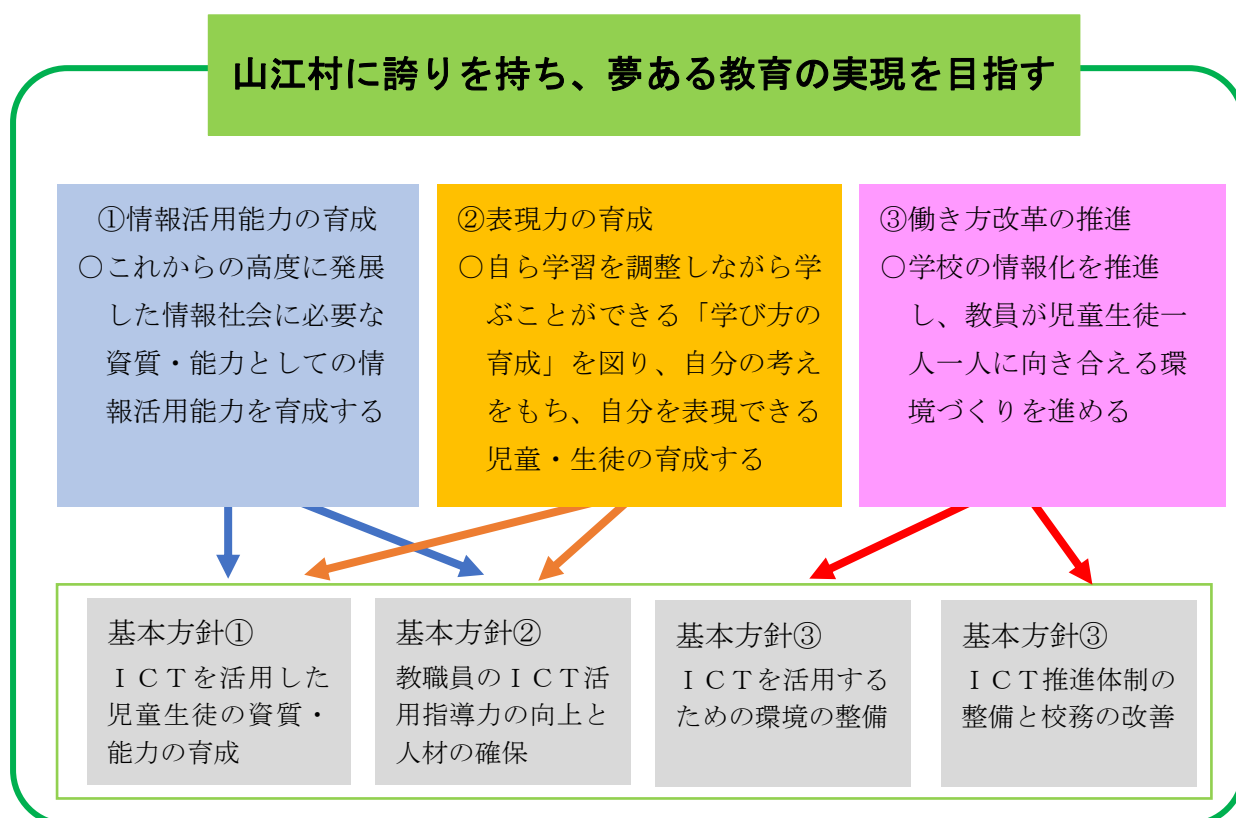 山江村に誇りを持ち、夢ある教育の実現を目指す
①情報活用能力の育成
〇これからの高度に発展
した情報社会に必要な
資質・能力としての情
報活用能力を育成する
②表現力の育成
〇自ら学習を調整しながら学
ぶことができる「学び方の
育成」を図り、自分の考え
をもち、自分を表現できる
児童・生徒の育成する
③働き方改革の推進
〇学校の情報化を推進
し、教員が児童生徒一
人一人に向き合える環
境づくりを進める
基本方針①
ＩＣＴを活用した
児童生徒の資質・
能力の育成
基本方針②
教職員のＩＣＴ活
用指導力の向上と
人材の確保
基本方針③
ＩＣＴを活用する
ための環境の整備
基本方針③
ＩＣＴ推進体制の
整備と校務の改善